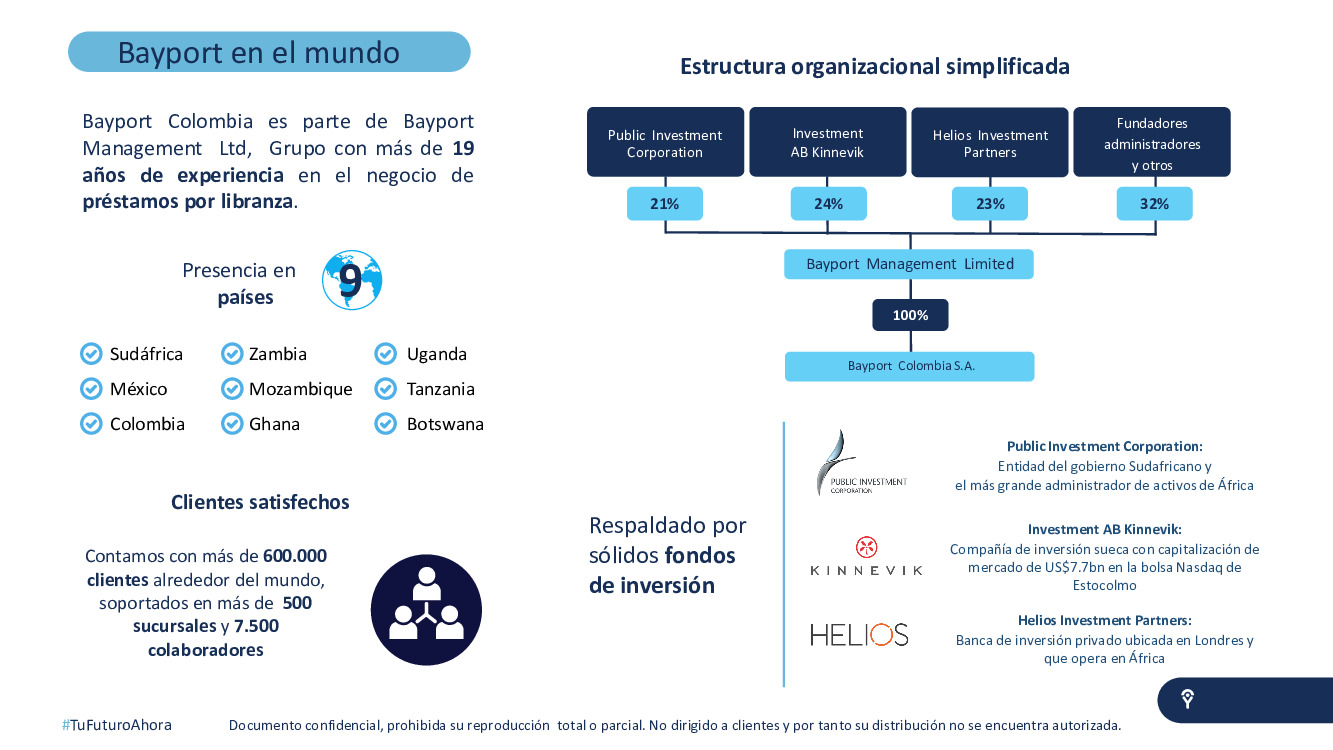 Bayport en el mundo
Bayport Colombia es parte de Bayport
Management Ltd, Grupo con más de 19
años de experiencia en el negocio de
préstamos por libranza.
Presencia en
países
9
Sudáfrica
Zambia
Uganda
México
Mozambique
Tanzania
Colombia
Ghana
Botswana
Clientes satisfechos
Contamos con más de 600.000
clientes alrededor del mundo,
soportados en más de 500
sucursales y 7.500
colaboradores
Estructura organizacional simplificada
Public Investment
Corporation
Investment
AB Kinnevik
Helios Investment
Partners
Fundadores
administradores
y otros
21%
24%
23%
32%
Bayport Management Limited
100%
Bayport Colombia S.A.
Respaldado por
sólidos fondos
de inversión
PUBLIC INVESTMENT
CORPORATION
Public Investment Corporation:
Entidad del gobierno Sudafricano y
el más grande administrador de activos de África
KINNEVIK
Investment AB Kinnevik:
Compañía de inversión sueca con capitalización de
mercado de US$7.7bn en la bolsa Nasdaq de
Estocolmo
HELIOS
Helios Investment Partners:
Banca de inversión privado ubicada en Londres y
que opera en África
#TuFuturoAhora
Documento confidencial, prohibida su reproducción total o parcial. No dirigido a clientes y por tanto su distribución no se encuentra autorizada.